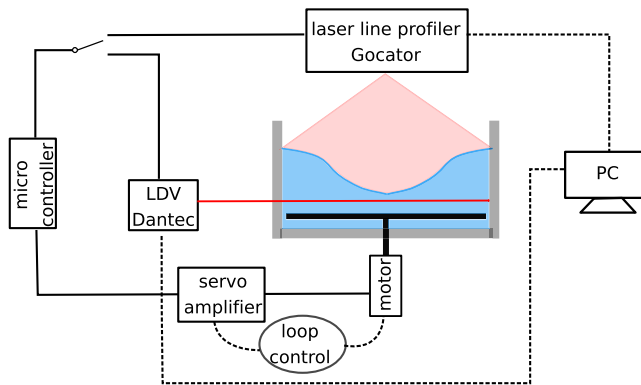 laser line profiler
Gocator
micro
controller
LDV
Dantec
PC
servo
amplifier
motor
loop
control